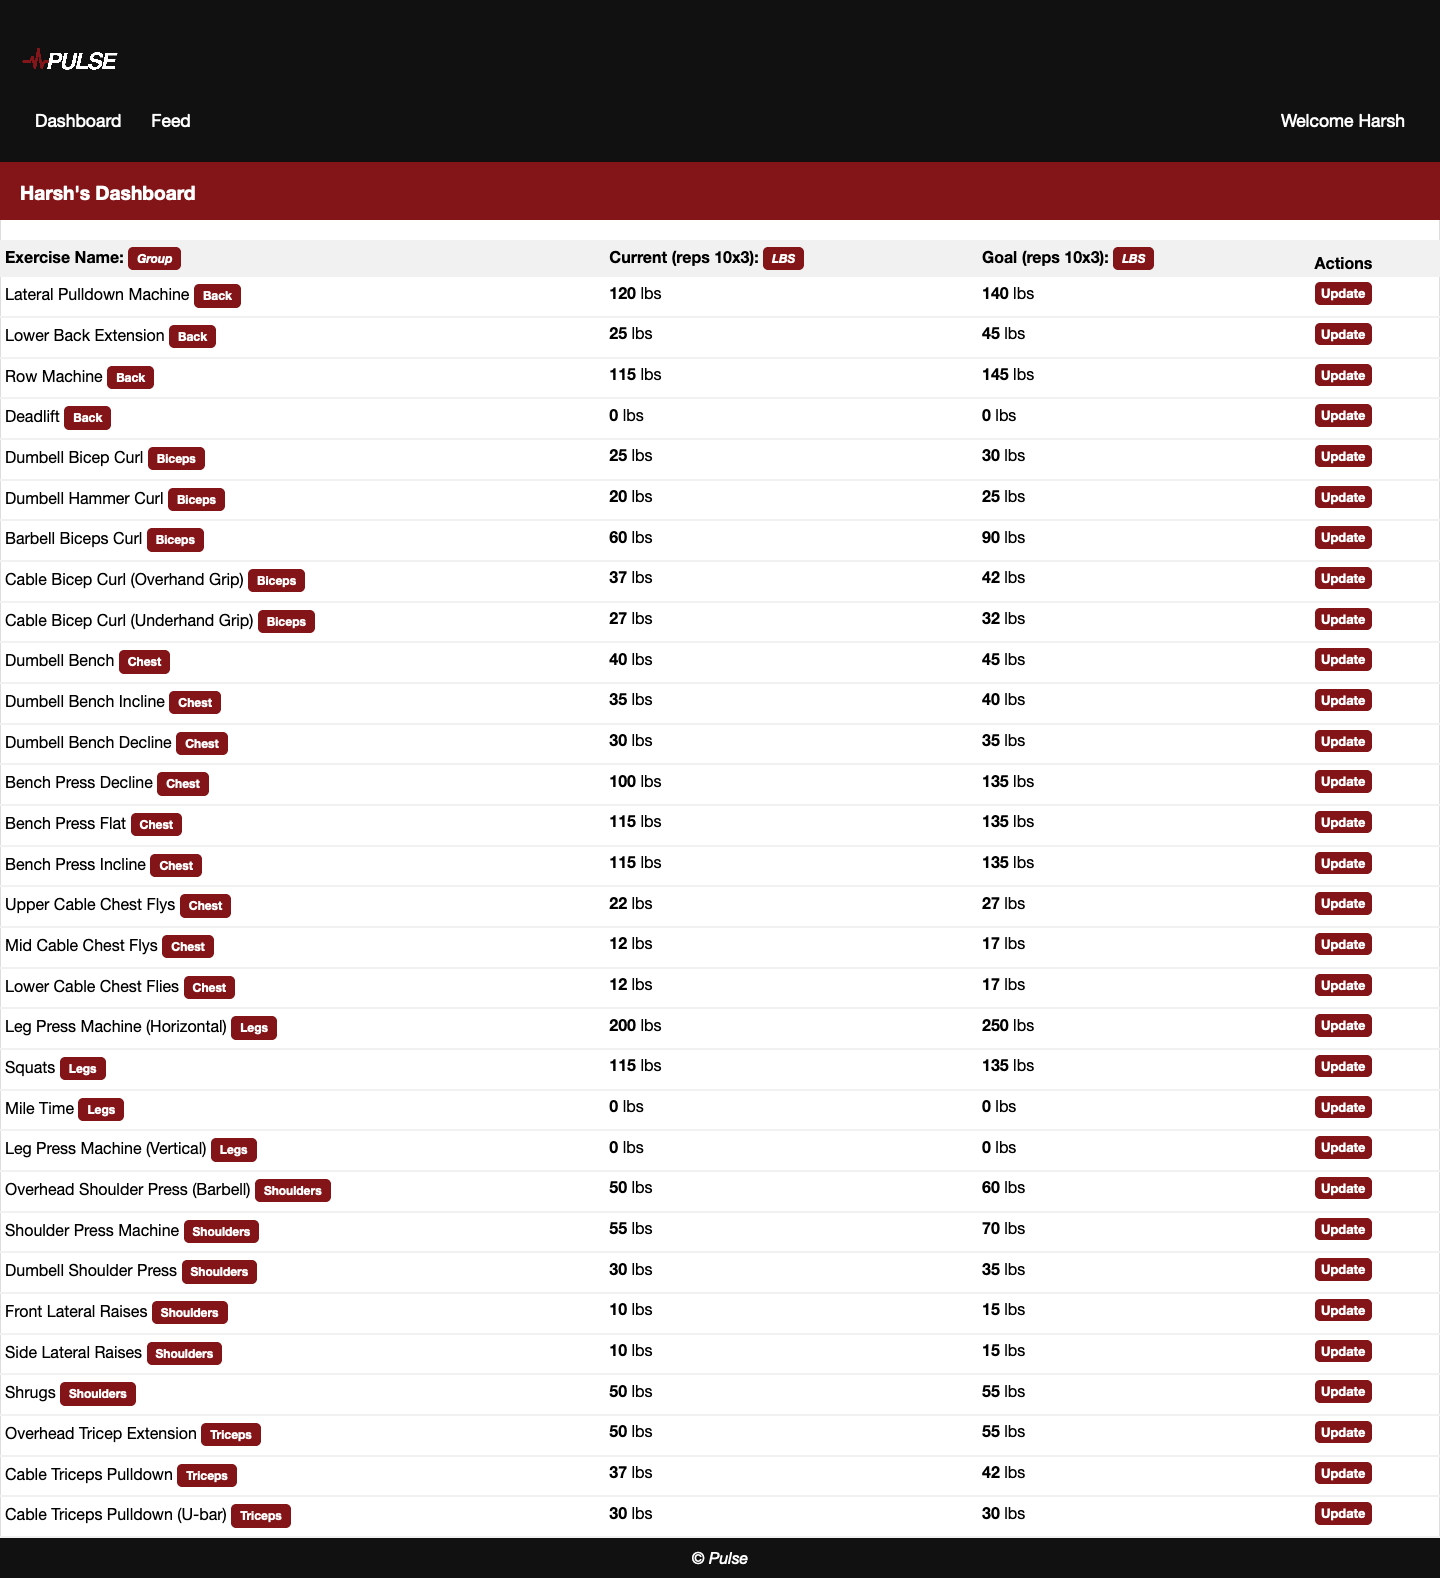 PULSE
Dashboard Feed Welcome Harsh
Harsh's Dashboard
Exercise Name: Group Current (reps 10x3): LBS Goal (reps 10x3): LBS Actions
Lateral Pulldown Machine Back 120 lbs 140 lbs Update
Lower Back Extension Back 25 lbs 45 lbs Update
Row Machine Back 115 lbs 145 lbs Update
Deadlift Back 0 lbs 0 lbs Update
Dumbell Bicep Curl Biceps 25 lbs 30 lbs Update
Dumbell Hammer Curl Biceps 20 lbs 25 lbs Update
Barbell Biceps Curl Biceps 60 lbs 90 lbs Update
Cable Bicep Curl (Overhand Grip) Biceps 37 lbs 42 lbs Update
Cable Bicep Curl (Underhand Grip) Biceps 27 lbs 32 lbs Update
Dumbell Bench Chest 40 lbs 45 lbs Update
Dumbell Bench Incline Chest 35 lbs 40 lbs Update
Dumbell Bench Decline Chest 30 lbs 35 lbs Update
Bench Press Decline Chest 100 lbs 135 lbs Update
Bench Press Flat Chest 115 lbs 135 lbs Update
Bench Press Incline Chest 115 lbs 135 lbs Update
Upper Cable Chest Flys Chest 22 lbs 27 lbs Update
Mid Cable Chest Flys Chest 12 lbs 17 lbs Update
Lower Cable Chest Flies Chest 12 lbs 17 lbs Update
Leg Press Machine (Horizontal) Legs 200 lbs 250 lbs Update
Squats Legs 115 lbs 135 lbs Update
Mile Time Legs 0 lbs 0 lbs Update
Leg Press Machine (Vertical) Legs 0 lbs 0 lbs Update
Overhead Shoulder Press (Barbell) Shoulders 50 lbs 60 lbs Update
Shoulder Press Machine Shoulders 55 lbs 70 lbs Update
Dumbell Shoulder Press Shoulders 30 lbs 35 lbs Update
Front Lateral Raises Shoulders 10 lbs 15 lbs Update
Side Lateral Raises Shoulders 10 lbs 15 lbs Update
Shrugs Shoulders 50 lbs 55 lbs Update
Overhead Tricep Extension Triceps 50 lbs 55 lbs Update
Cable Triceps Pulldown Triceps 37 lbs 42 lbs Update
Cable Triceps Pulldown (U-bar) Triceps 30 lbs 30 lbs Update
© Pulse